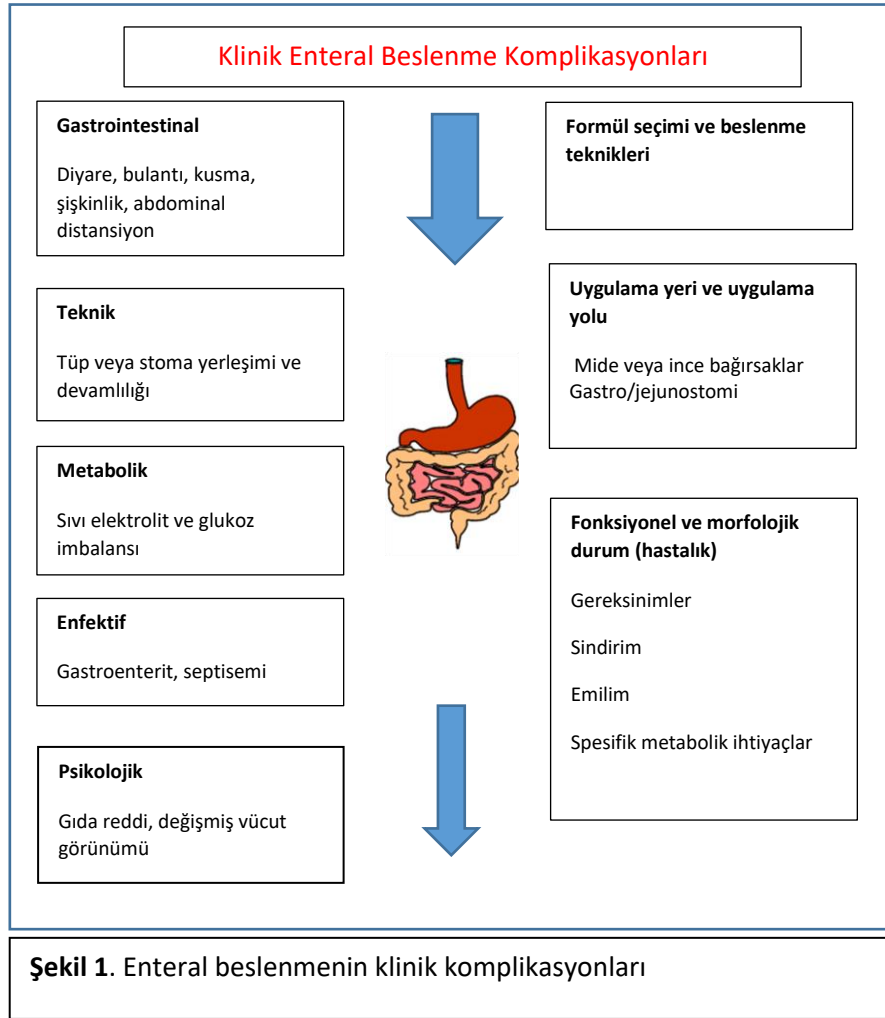 Klinik Enteral Beslenme Komplikasyonları
Gastrointestinal
Diyare, bulantı, kusma,
şişkinlik, abdominal
distansiyon
Teknik
Tüp veya stoma yerleşimi ve
devamlılığı
Metabolik
Sıvı elektrolit ve glukoz
imbalansı
Enfektif
Gastroenterit, septisemi
Psikolojik
Gıda reddi, değişmiş vücut
görünümü
Formül seçimi ve beslenme
teknikleri
Uygulama yeri ve uygulama
yolu
Mide veya ince bağırsaklar
Gastro/jejunostomi
Fonksiyonel ve morfolojik
durum (hastalık)
Gereksinimler
Sindirim
Emilim
Spesifik metabolik ihtiyaçlar
Şekil 1. Enteral beslenmenin klinik komplikasyonları